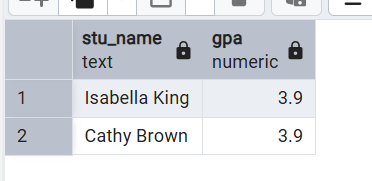 stu_name gpa
text numeric
1 Isabella King 3.9
2 Cathy Brown 3.9